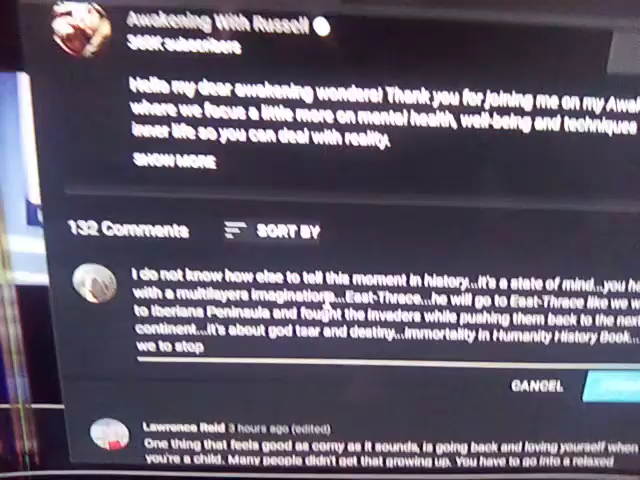 Awakening With Russell
subscribers
Hello my dear awakening wonders! Thank you for joining me on my
where we focus a little more on mental health, well-being and techniques
inner life so you can deal with reality.
SHOW MORE
132 Comments
SORT BY
I do not know how else to tell this moment in history...it's a state of mind...you
with a multilayers imaginations...East-Thrace...he will go to East-Thrace like we
to Iberians Peninsula and fought the invaders while pushing them back to the
continent...it's about god tsar and destiny...immortality in Humanity History Book...
we to stop
CANCEL
Lawrence Reid 3 hours ago (edited)
One thing that feels good as corny as it sounds, is going back and loving yourself when
you're a child. Many people didn't get that growing up. You have to go into a relaxed